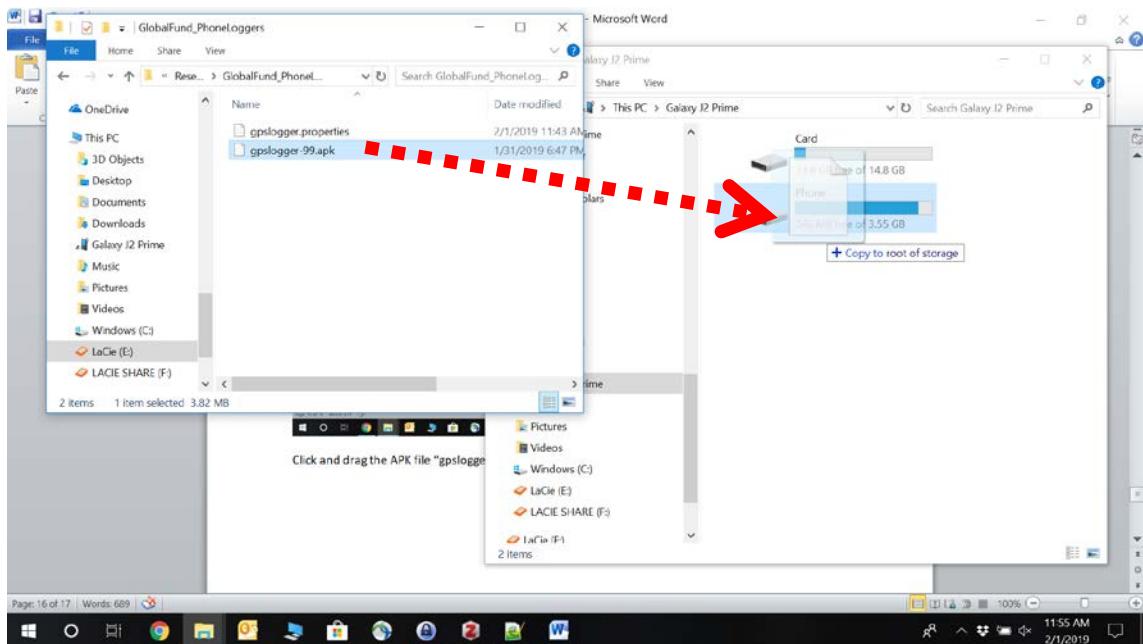 - Microsoft Word
File
Paste
GlobalFund_PhoneLoggers
File Home Share View
Rese... > GlobalFund_PhoneL... Search GlobalFund_PhoneLog...
OneDrive
This PC
3D Objects
Desktop
Documents
Downloads
Galaxy J2 Prime
Music
Pictures
Videos
Windows (C:)
LaCie (E:)
LACIE SHARE (F:)
Name Date modified
gpslogger.properties 2/1/2019 11:43 AM
gpslogger-99.apk 1/31/2019 6:47 PM
2 items 1 item selected 3.82 MB
Galaxy J2 Prime
Share View
> This PC > Galaxy J2 Prime Search Galaxy J2 Prime
Card
free of 14.8 GB
Phone
free of 3.55 GB
+ Copy to root of storage
Pictures
Videos
Windows (C:)
LaCie (E:)
LACIE SHARE (F:)
LaCie (E:)
2 items
Click and drag the APK file "gpslogge
Page: 16 of 17 Words: 689
100%
11:55 AM
2/1/2019